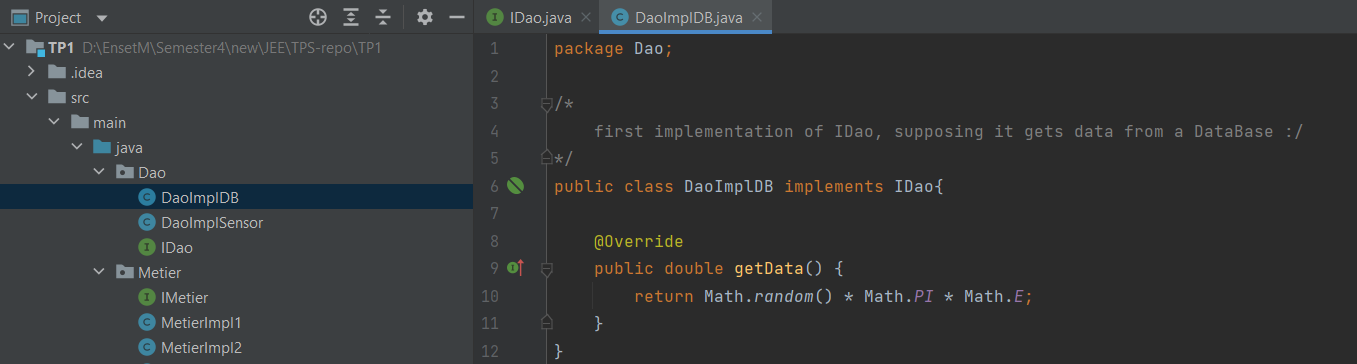 Project
TP1 D:\EnsetM\Semester4\new\JEE\TPS-repo\TP1
.idea
src
main
java
Dao
DaoImplDB
DaoImplSensor
IDao
Metier
IMetier
MetierImpl1
MetierImpl2
IDao.java
DaoImplDB.java
1 package Dao;
2
3 /*
4 first implementation of IDao, supposing it gets data from a DataBase :/
5 */
6 public class DaoImplDB implements IDao{
7
8 @Override
9 public double getData() {
10 return Math.random() * Math.PI * Math.E;
11 }
12 }